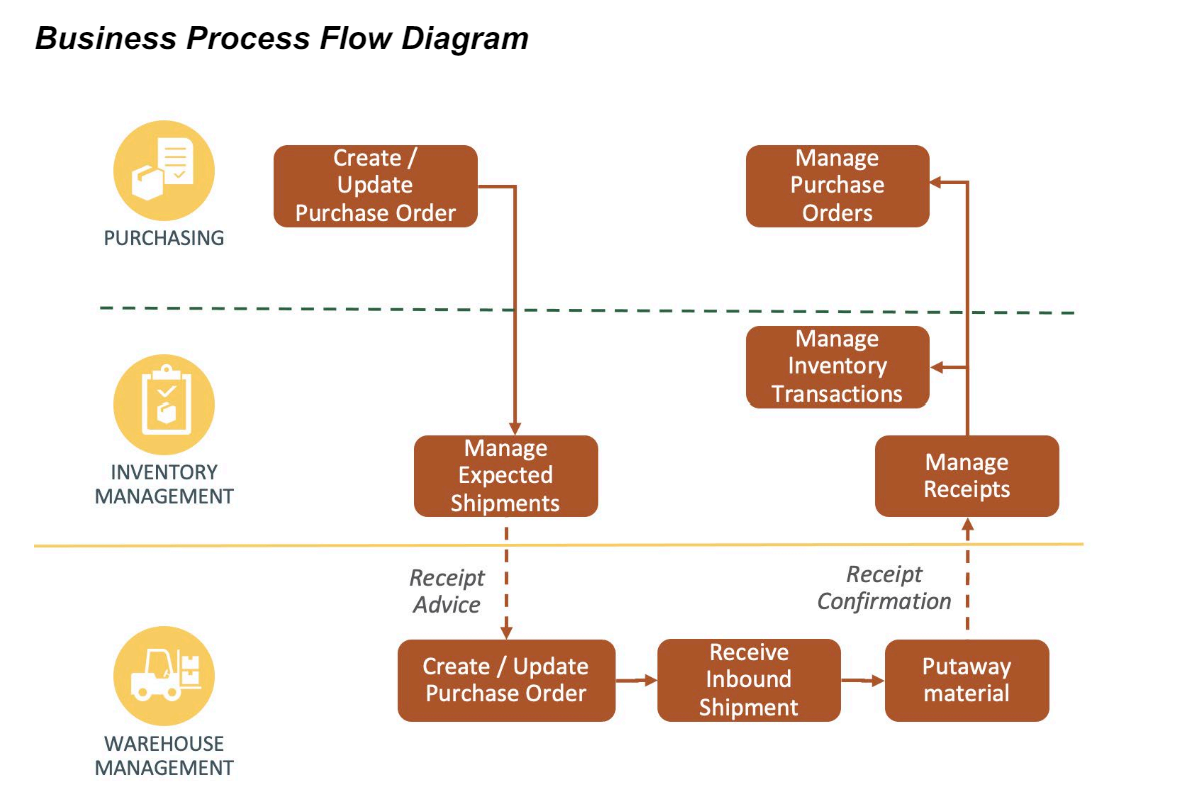 Business Process Flow Diagram
Create /
Update
Purchase Order
Manage
Purchase
Orders
PURCHASING
Manage
Inventory
Transactions
INVENTORY
MANAGEMENT
Manage
Expected
Shipments
Manage
Receipts
Receipt
Advice
Receipt
Confirmation
Create / Update
Purchase Order
Receive
Inbound
Shipment
Putaway
material
WAREHOUSE
MANAGEMENT